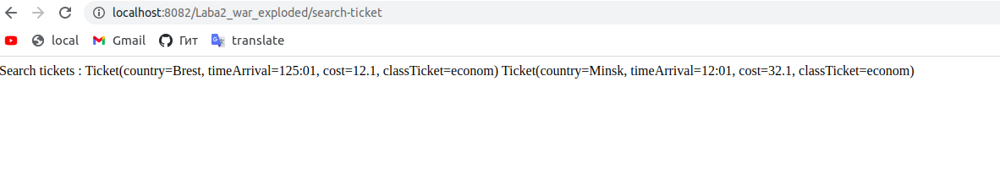 localhost:8082/Laba2_war_exploded/search-ticket
local Gmail Гит translate
Search tickets : Ticket(country=Brest, timeArrival=125:01, cost=12.1, classTicket=econom) Ticket(country=Minsk, timeArrival=12:01, cost=32.1, classTicket=econom)